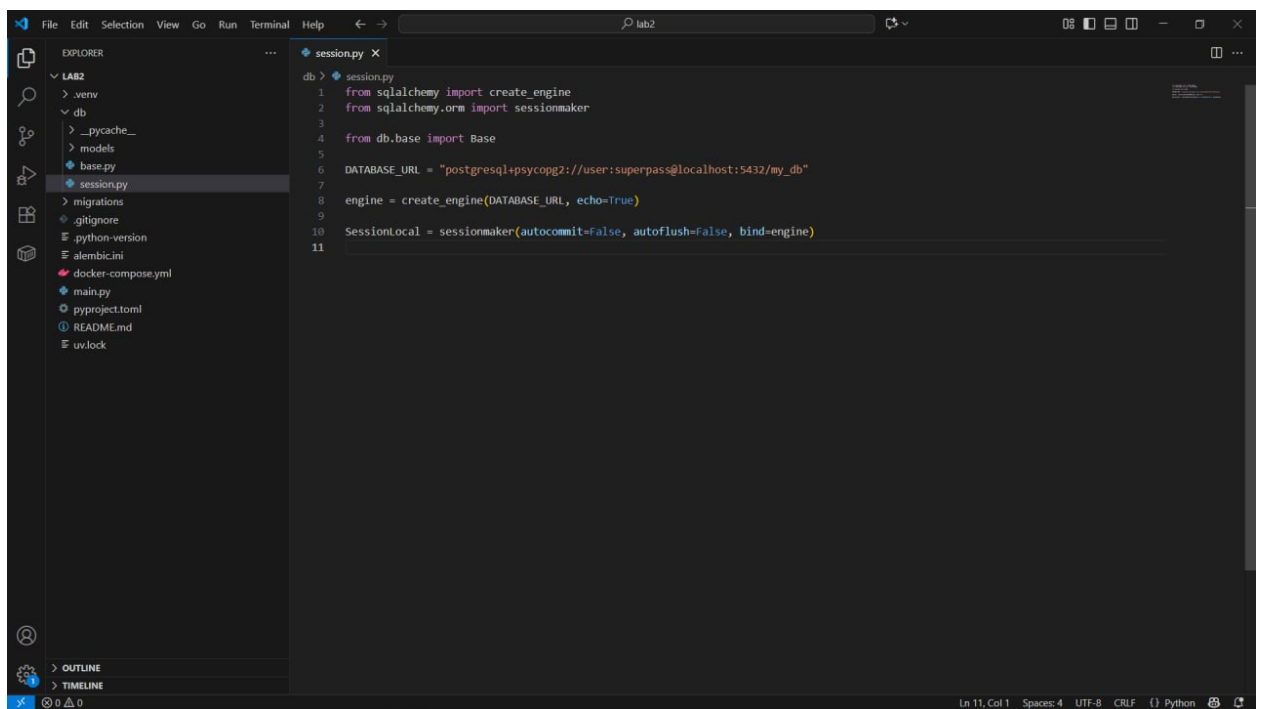 File Edit Selection View Go Run Terminal Help
lab2
EXPLORER
session.py
LAB2
.venv
db
__pycache__
models
base.py
session.py
migrations
.gitignore
.python-version
alembic.ini
docker-compose.yml
main.py
pyproject.toml
README.md
uv.lock
db > session.py
1 from sqlalchemy import create_engine
2 from sqlalchemy.orm import sessionmaker
3
4 from db.base import Base
5
6 DATABASE_URL = "postgresql+psycopg2://user:superpass@localhost:5432/my_db"
7
8 engine = create_engine(DATABASE_URL, echo=True)
9
10 SessionLocal = sessionmaker(autocommit=False, autoflush=False, bind=engine)
11
OUTLINE
TIMELINE
1
0 0
Ln 11, Col 1 Spaces: 4 UTF-8 CRLF {} Python